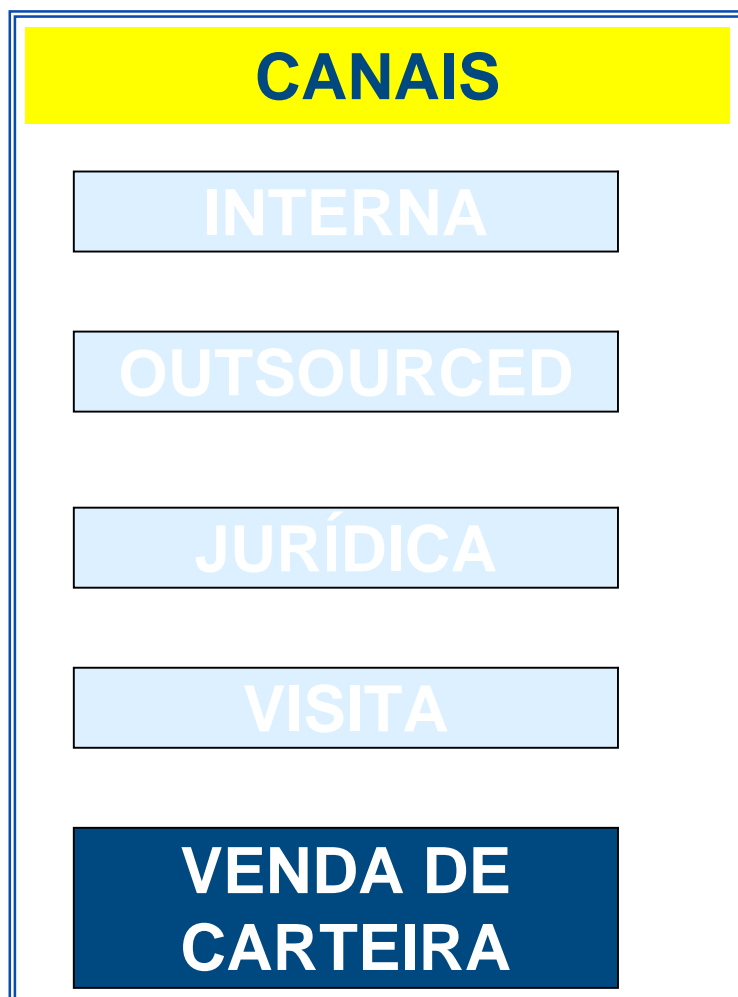 CANAIS
INTERNA
OUTSOURCED
JURÍDICA
VISITA
VENDA DE
CARTEIRA